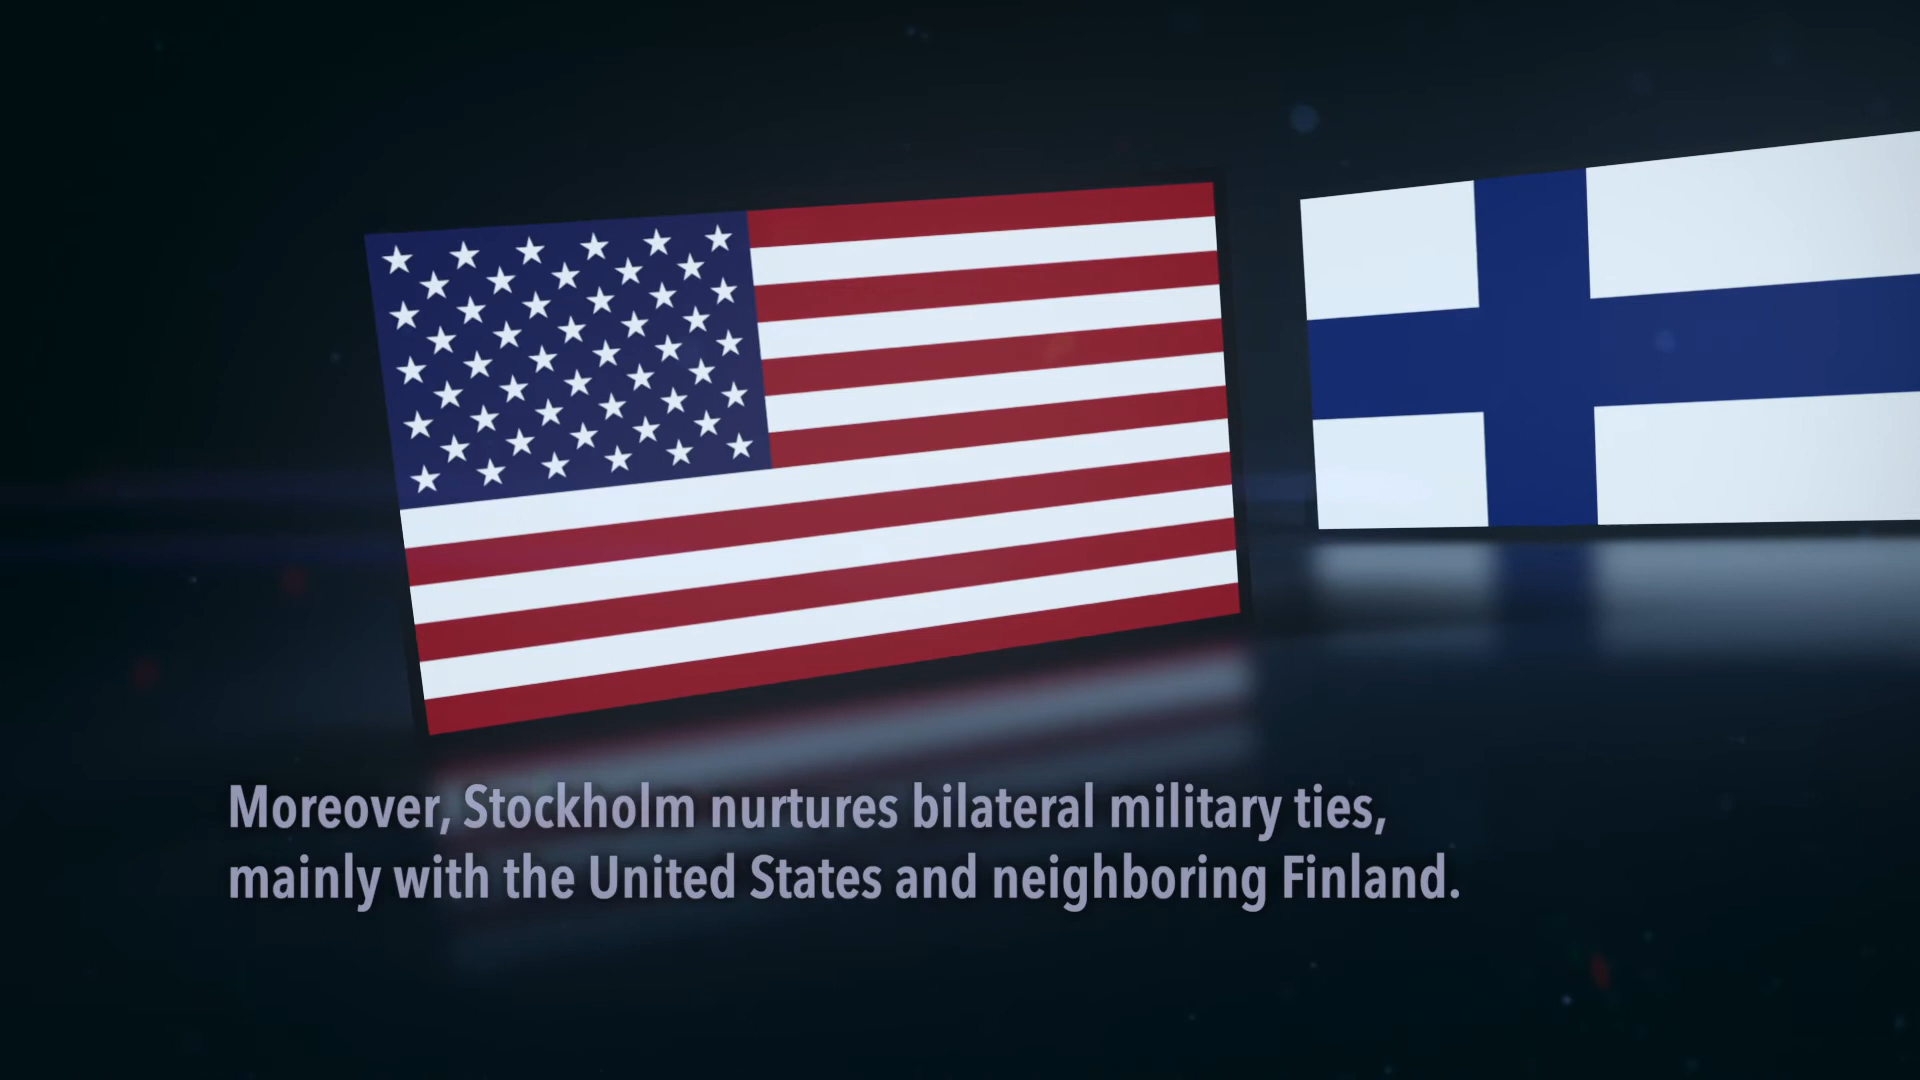 Moreover, Stockholm nurtures bilateral military ties,
mainly with the United States and neighboring Finland.